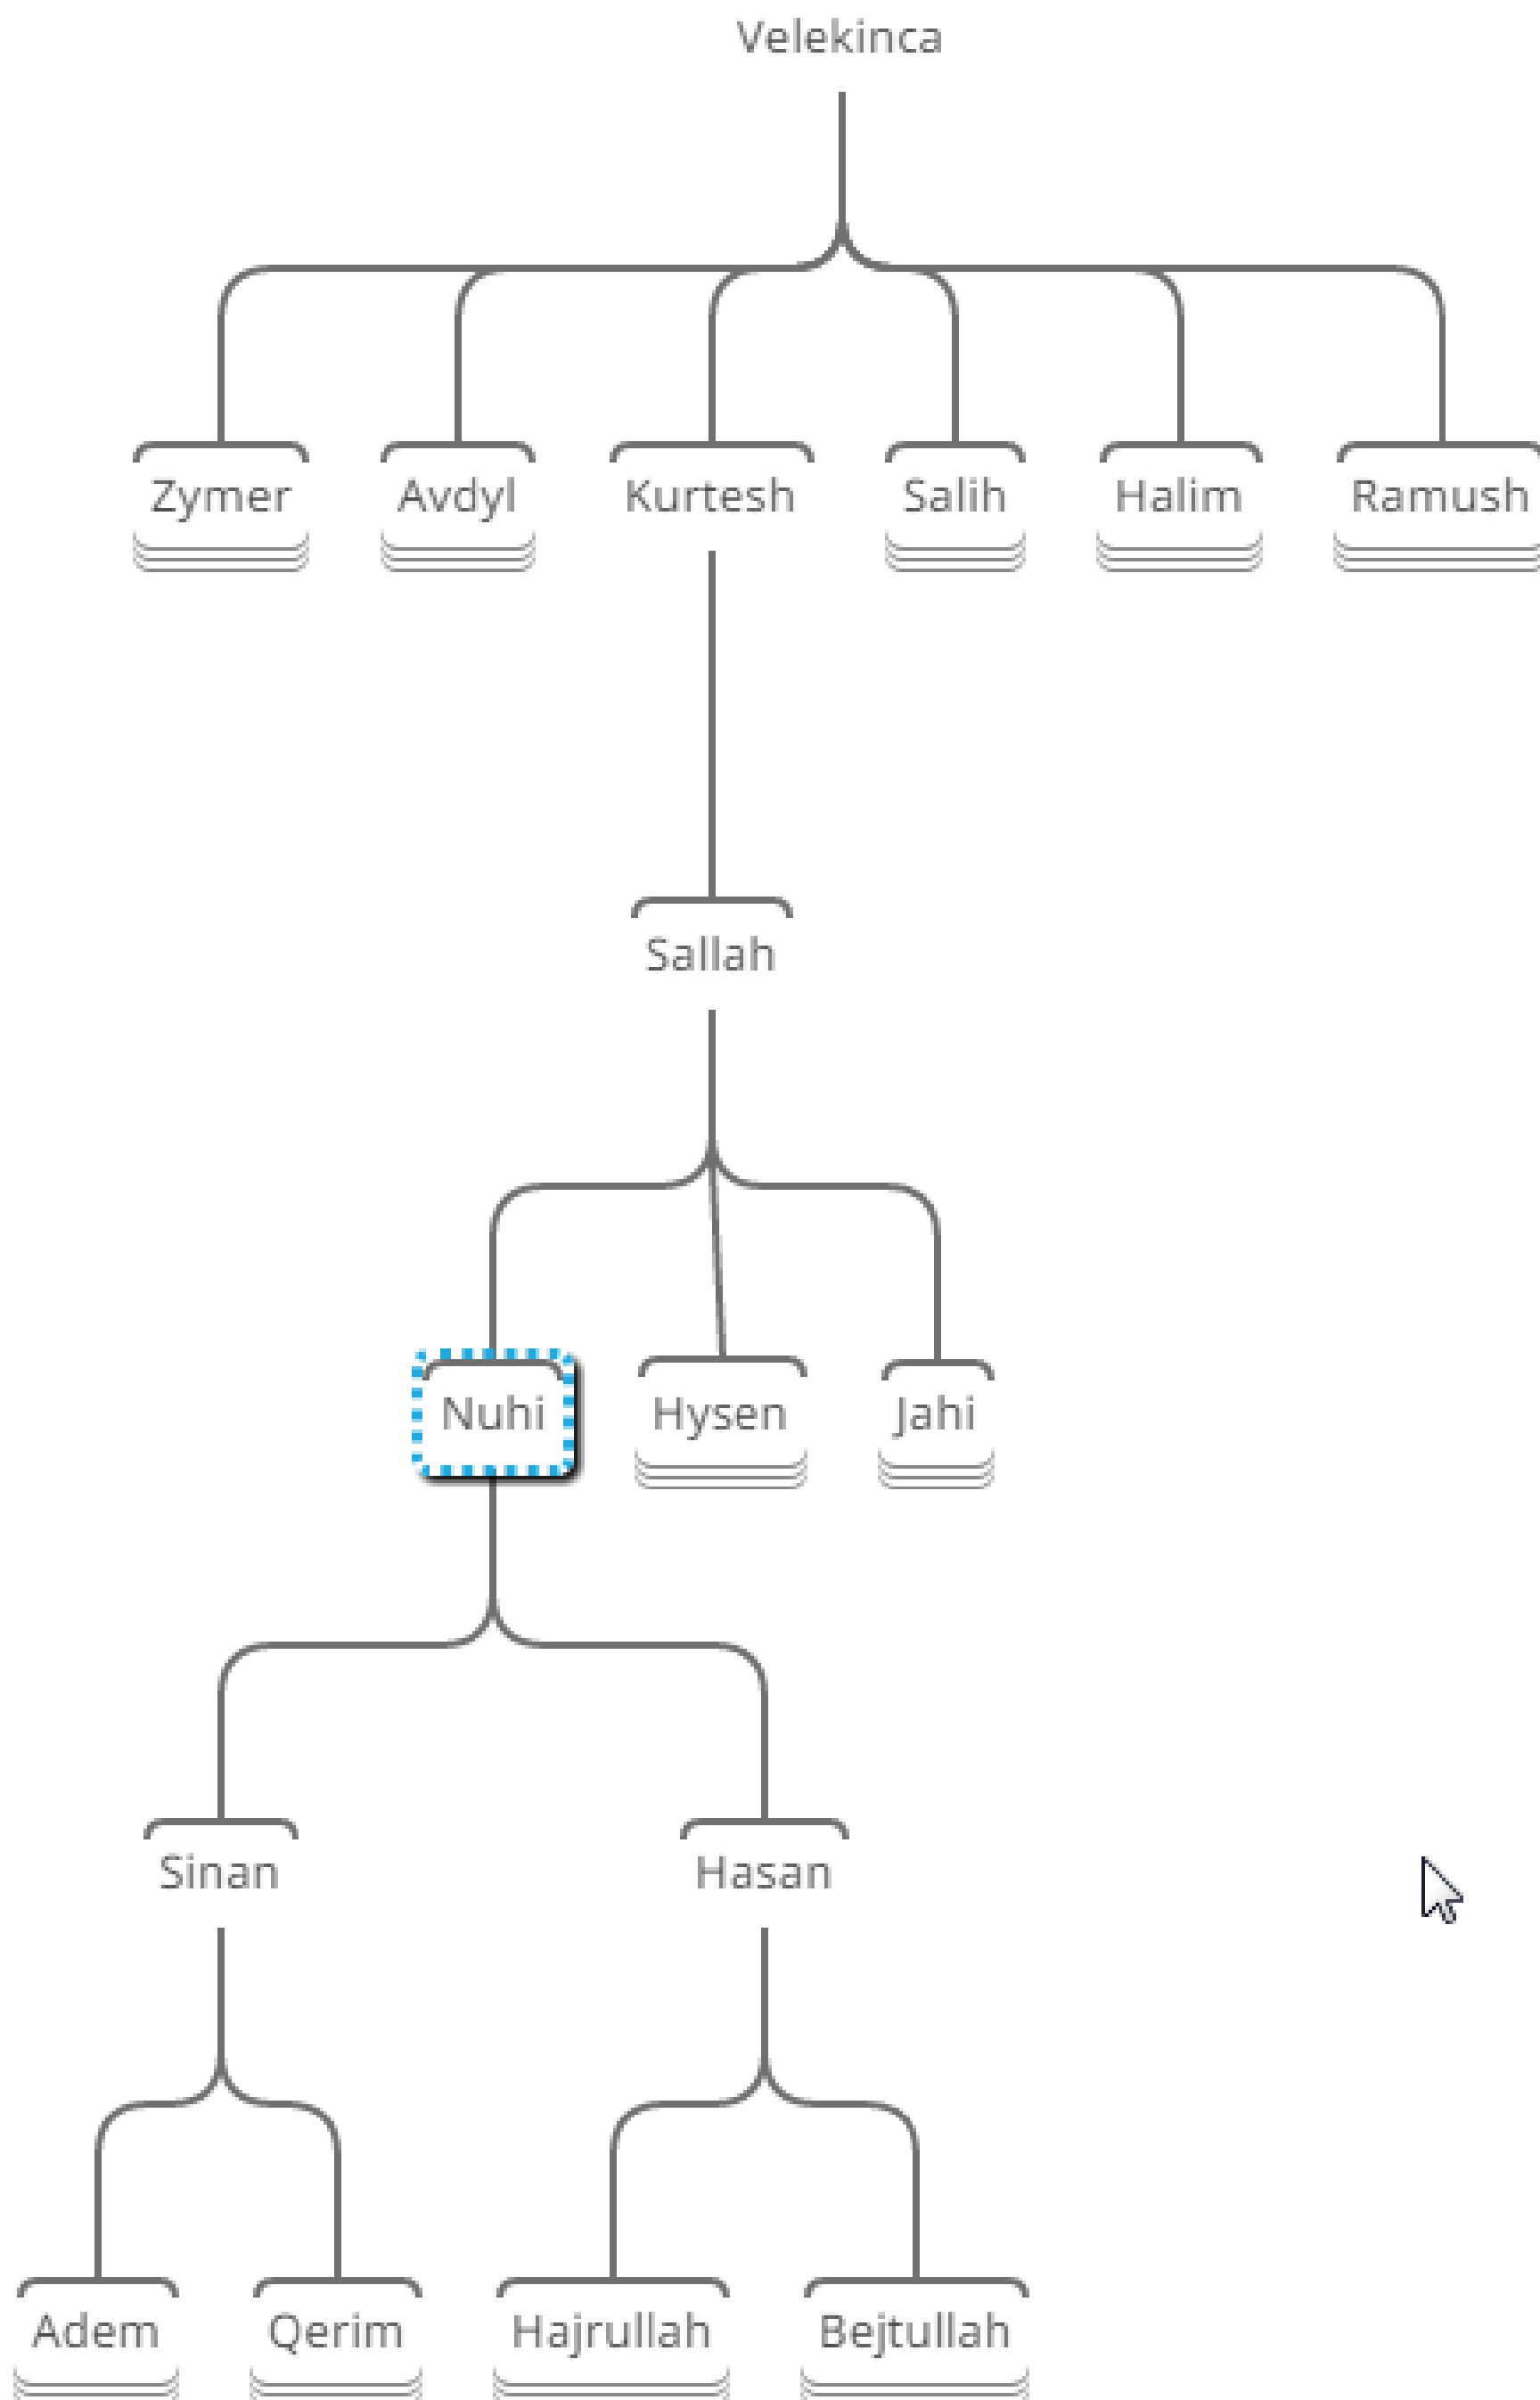 Velekinca
Zymer Avdyl Kurtesh Salih Halim Ramush
Sallah
Nuhi Hysen Jahi
Sinan Hasan
Adem Qerim Hajrullah Bejtullah